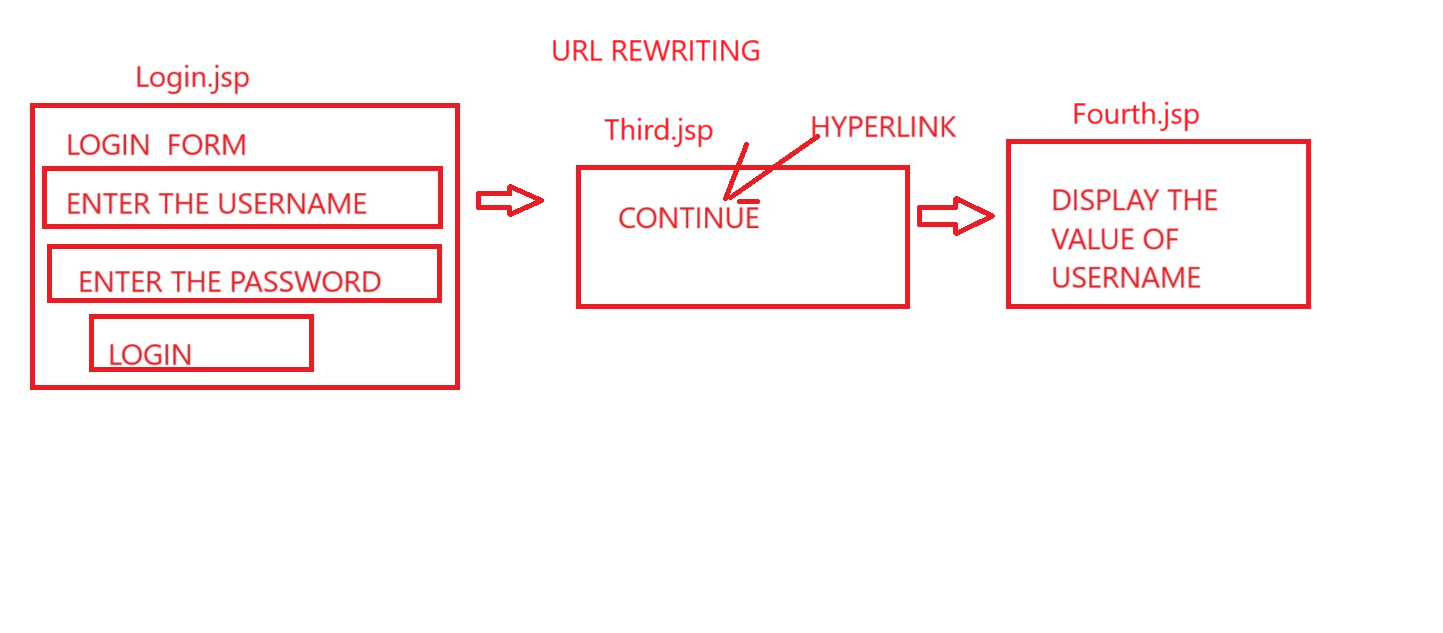 URL REWRITING
Login.jsp
LOGIN FORM
ENTER THE USERNAME
ENTER THE PASSWORD
LOGIN
Third.jsp
HYPERLINK
CONTINUE
Fourth.jsp
DISPLAY THE
VALUE OF
USERNAME